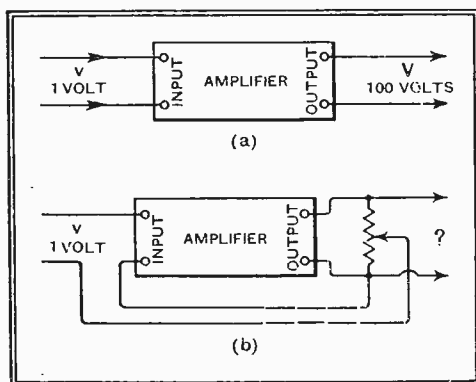 v
1 VOLT
INPUT
AMPLIFIER
OUTPUT
V
100 VOLTS
(a)
v
1 VOLT
INPUT
AMPLIFIER
OUTPUT
?
(b)